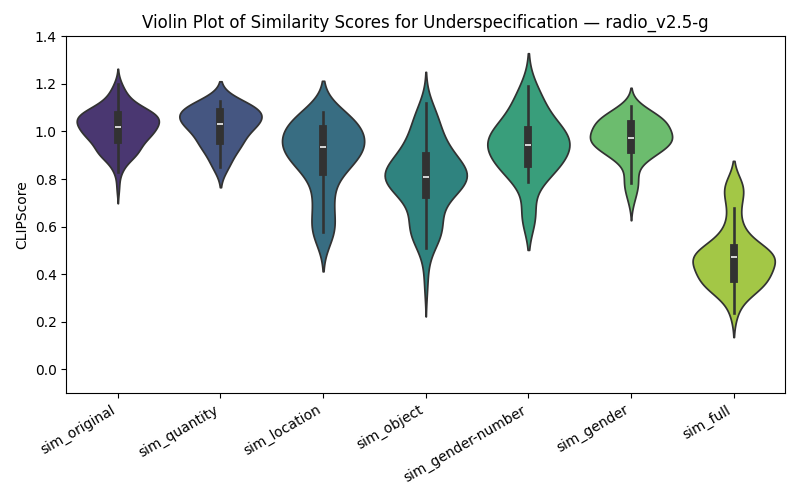 Violin Plot of Similarity Scores for Underspecification — radio_v2.5-g
CLIPScore
1.4
1.2
1.0
0.8
0.6
0.4
0.2
0.0
sim_original
sim_quantity
sim_location
sim_object
sim_gender-number
sim_gender
sim_full